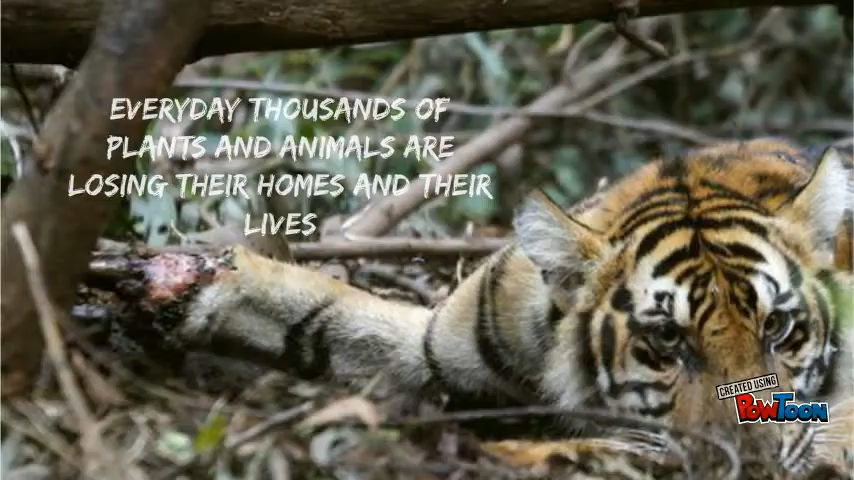 EVERYDAY THOUSANDS OF
PLANTS AND ANIMALS ARE
LOSING THEIR HOMES AND THEIR
LIVES
CREATED USING
POWTOON